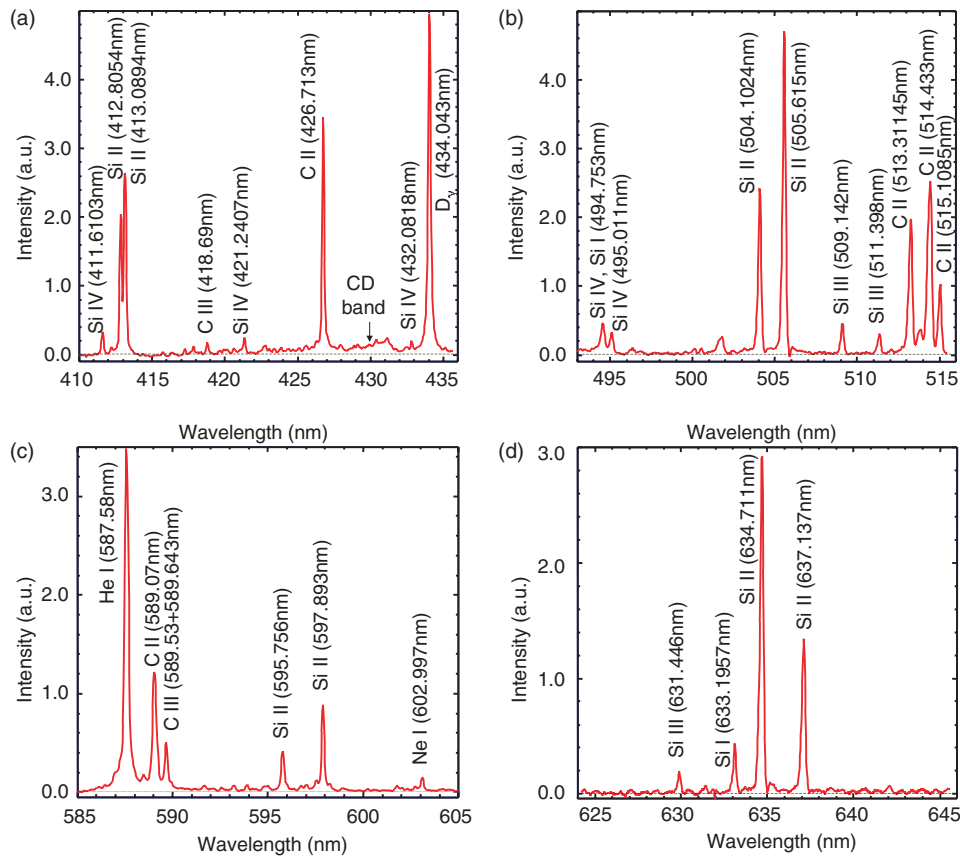 (a)
Intensity (a.u.)
4.0
3.0
2.0
1.0
0.0
Si IV (411.6103nm)
Si II (412.8054nm)
Si II (413.0894nm)
C III (418.69nm)
Si IV (421.2407nm)
C II (426.713nm)
CD
band
Si IV (432.0818nm)
Dγ (434.043nm)
410
415
420
425
430
435
Wavelength (nm)
(b)
Intensity (a.u.)
4.0
3.0
2.0
1.0
0.0
Si IV, Si I (494.753nm)
Si IV (495.011nm)
Si II (504.1024nm)
Si II (505.615nm)
Si III (509.142nm)
Si III (511.398nm)
C II (513.31145nm)
C II (514.433nm)
C II (515.1085nm)
495
500
505
510
515
Wavelength (nm)
(c)
Intensity (a.u.)
3.0
2.0
1.0
0.0
He I (587.58nm)
C II (589.07nm)
C III (589.53+589.643nm)
Si II (595.756nm)
Si II (597.893nm)
Ne I (602.997nm)
585
590
595
600
605
Wavelength (nm)
(d)
Intensity (a.u.)
3.0
2.0
1.0
0.0
Si III (631.446nm)
Si I (633.1957nm)
Si II (634.711nm)
Si II (637.137nm)
625
630
635
640
645
Wavelength (nm)